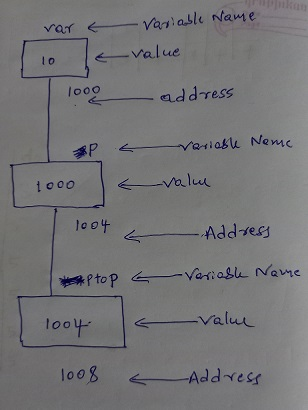 var ← Variable Name
10 ← Value
1000 ← address
P ← Variable Name
1000 ← Value
1004 ← Address
PtoP ← Variable Name
1004 ← Value
1008 ← Address